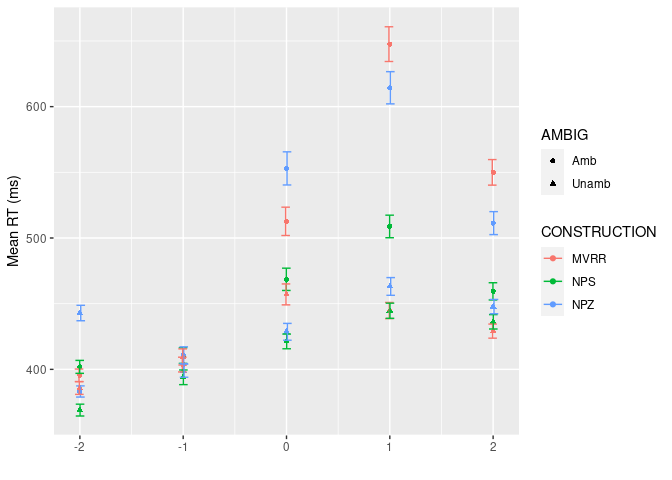 600
500
400
Mean RT (ms)
-2 -1 0 1 2
AMBIG
Amb
Unamb
CONSTRUCTION
MVRR
NPS
NPZ